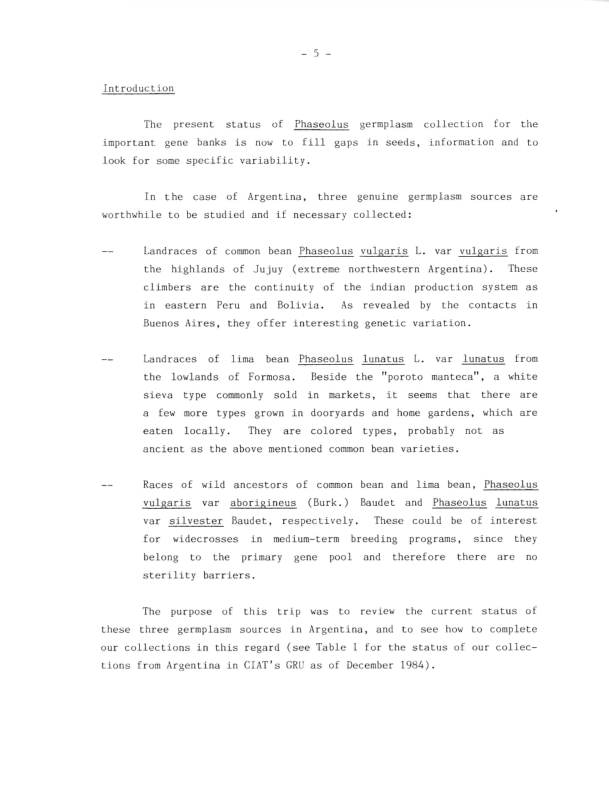 - 5 -
Introduction
The present status of Phaseolus germplasm collection for the
important gene banks is now to fill gaps in seeds, information and to
look for some specific variability.
In the case of Argentina, three genuine germplasm sources are
worthwhile to be studied and if necessary collected:
-- Landraces of common bean Phaseolus vulgaris L. var vulgaris from
the highlands of Jujuy (extreme northwestern Argentina). These
climbers are the continuity of the indian production system as
in eastern Peru and Bolivia. As revealed by the contacts in
Buenos Aires, they offer interesting genetic variation.
-- Landraces of lima bean Phaseolus lunatus L. var lunatus from
the lowlands of Formosa. Beside the "poroto manteca", a white
sieva type commonly sold in markets, it seems that there are
a few more types grown in dooryards and home gardens, which are
eaten locally. They are colored types, probably not as
ancient as the above mentioned common bean varieties.
-- Races of wild ancestors of common bean and lima bean, Phaseolus
vulgaris var aborigineus (Burk.) Baudet and Phaseolus lunatus
var silvester Baudet, respectively. These could be of interest
for widecrosses in medium-term breeding programs, since they
belong to the primary gene pool and therefore there are no
sterility barriers.
The purpose of this trip was to review the current status of
these three germplasm sources in Argentina, and to see how to complete
our collections in this regard (see Table 1 for the status of our collec-
tions from Argentina in CIAT's GRU as of December 1984).